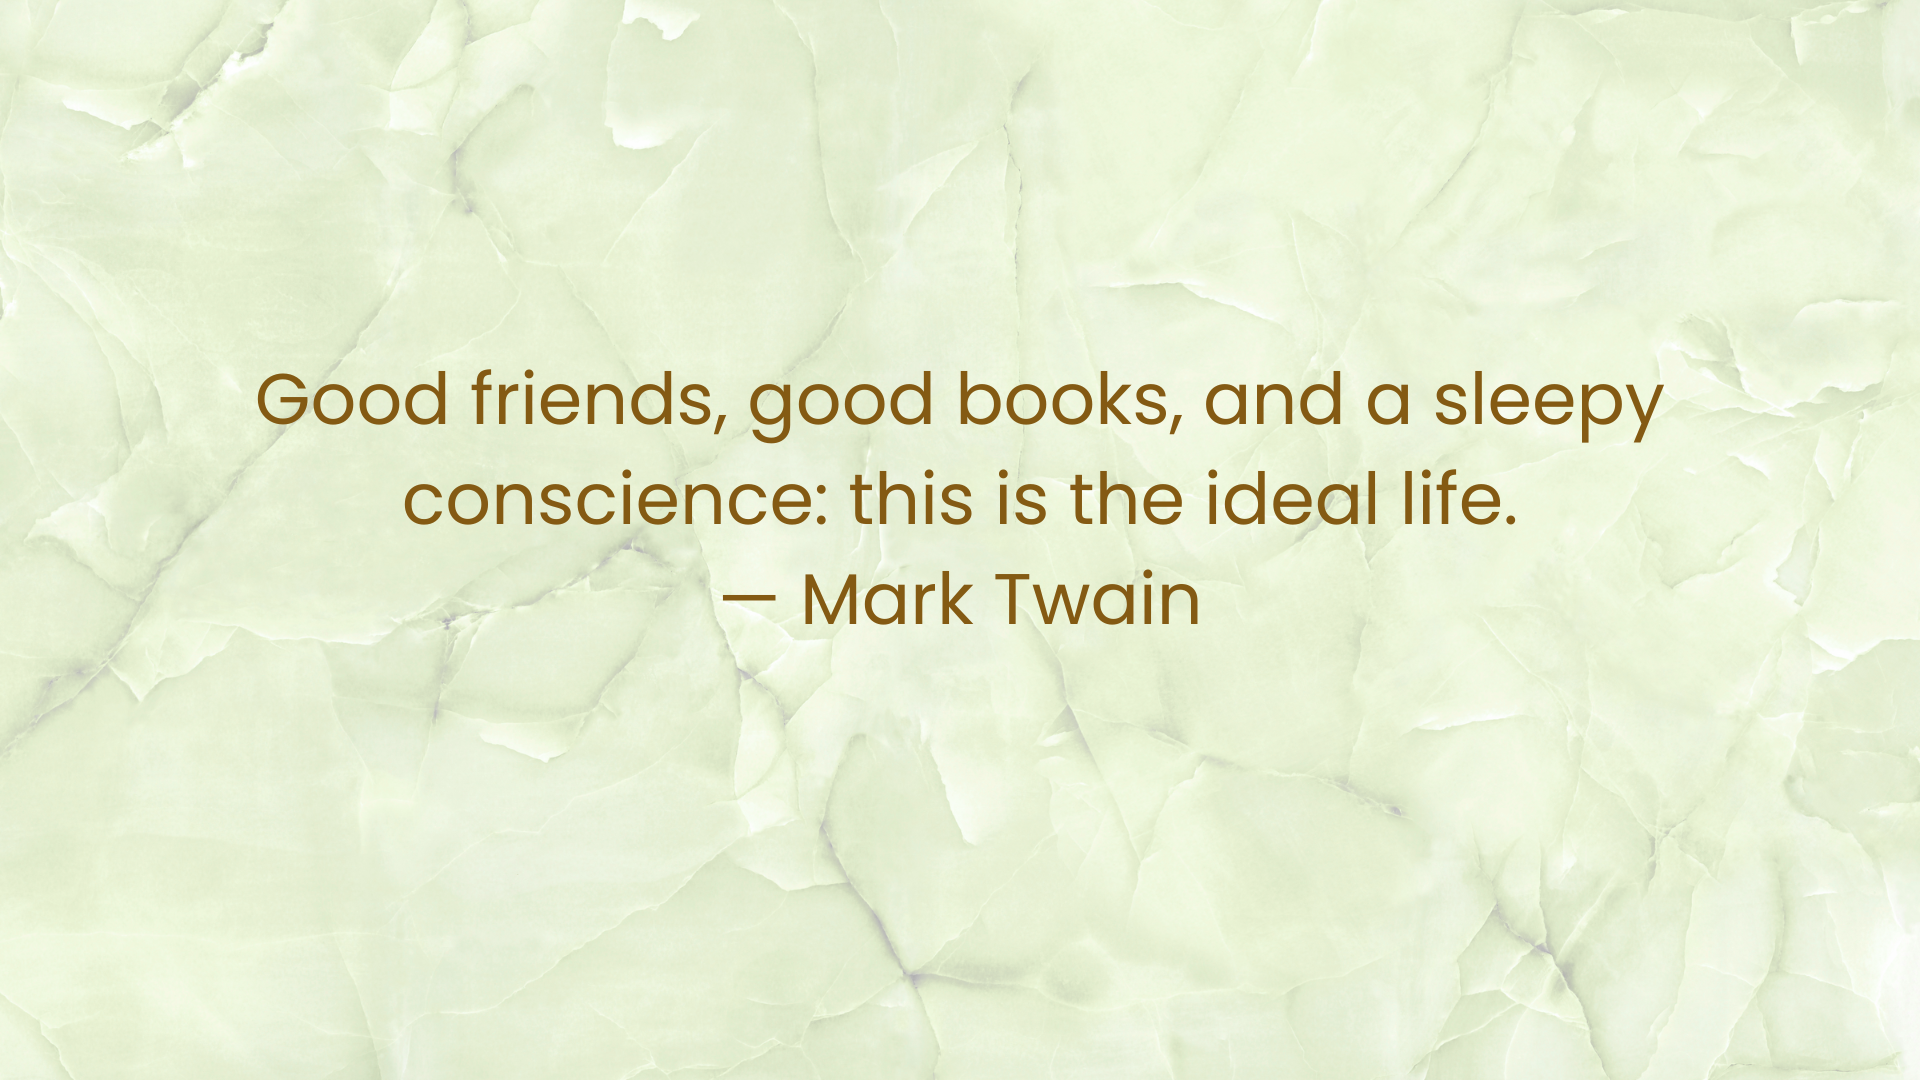 Good friends, good books, and a sleepy
conscience: this is the ideal life.
— Mark Twain